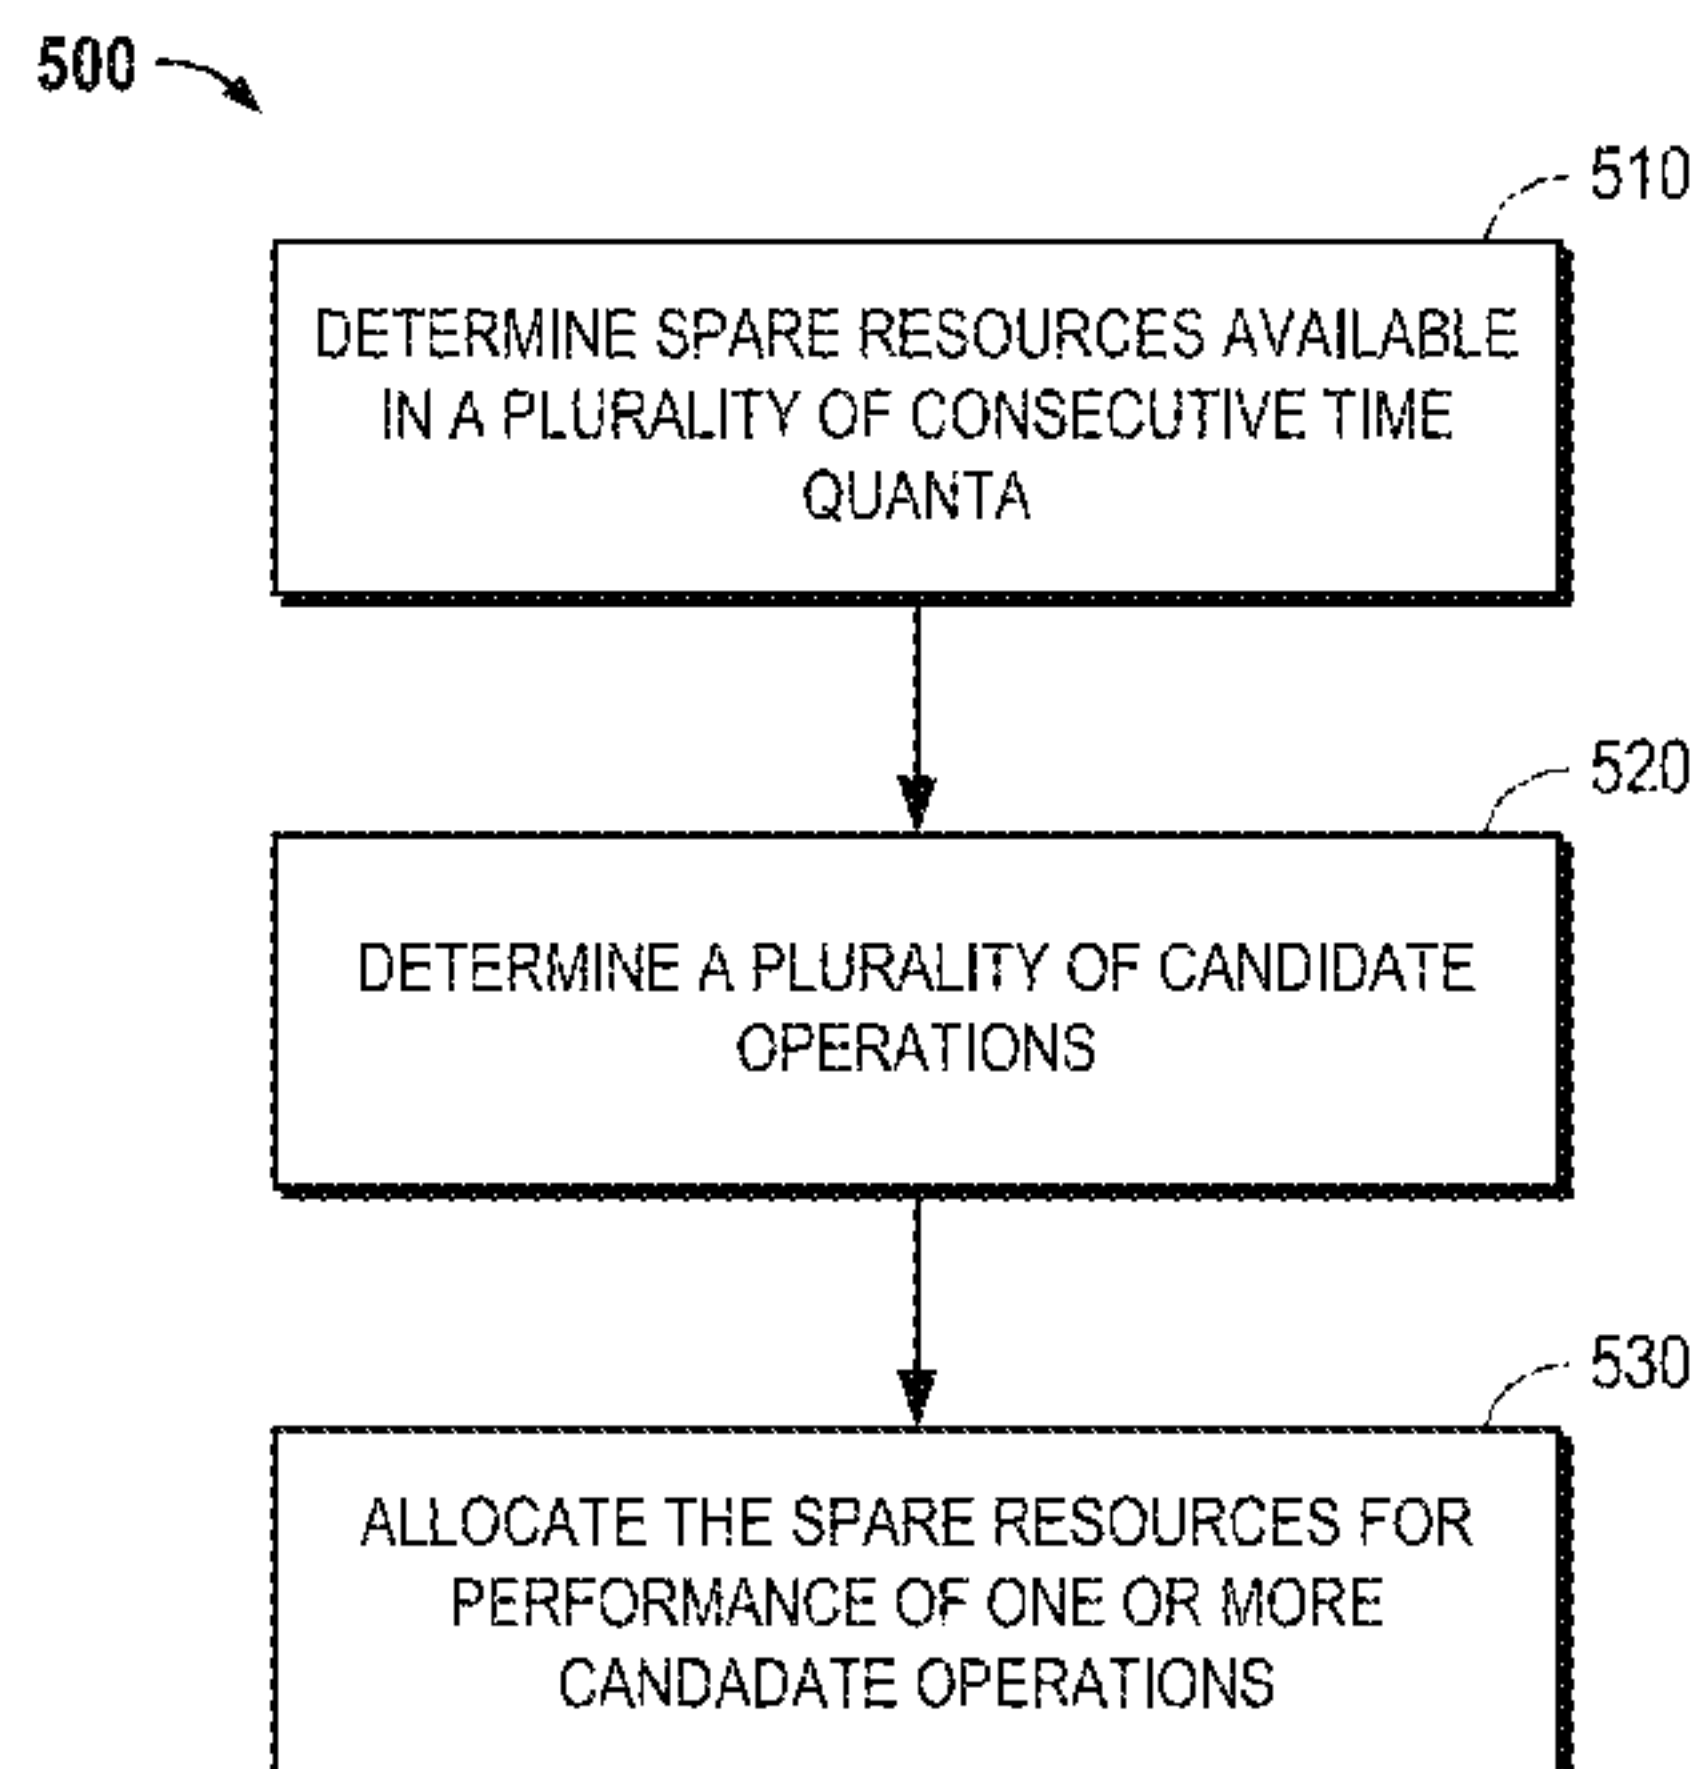 500
510
DETERMINE SPARE RESOURCES AVAILABLE
IN A PLURALITY OF CONSECUTIVE TIME
QUANTA
520
DETERMINE A PLURALITY OF CANDIDATE
OPERATIONS
530
ALLOCATE THE SPARE RESOURCES FOR
PERFORMANCE OF ONE OR MORE
CANDADATE OPERATIONS